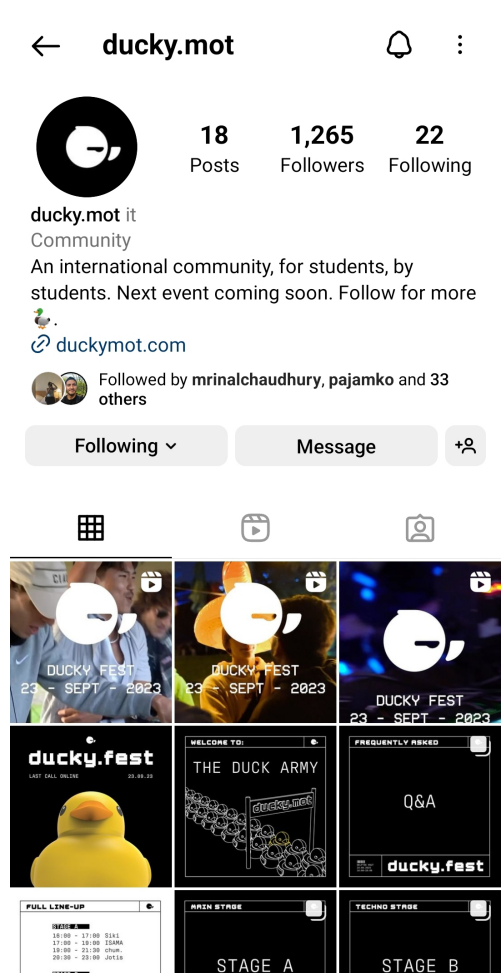 ducky.mot
18
1,265
22
Posts
Followers
Following
ducky.mot it
Community
An international community, for students, by
students. Next event coming soon. Follow for more
🦆.
duckymot.com
Followed by mrinalchaudhury, pajamko and 33
others
Following
Message
DUCKY FEST
23 - SEPT - 2023
DUCKY FEST
23 - SEPT - 2023
DUCKY FEST
23 - SEPT - 2023
ducky.fest
LAST CALL ONLINE
23.08.23
WELCOME TO:
THE DUCK ARMY
ducky.mot
FREQUENTLY ASKED
Q&A
ducky.fest
FULL LINE-UP
STAGE A
16:00 - 17:00 Siki
17:00 - 19:00 ISAMA
19:00 - 21:30 chum.
20:30 - 23:00 Jotis
MAIN STAGE
STAGE A
TECHNO STAGE
STAGE B